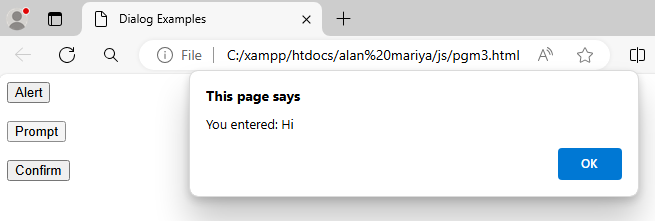 Dialog Examples
File C:/xampp/htdocs/alan%20mariya/js/pgm3.html
Alert
This page says
You entered: Hi
Prompt
OK
Confirm